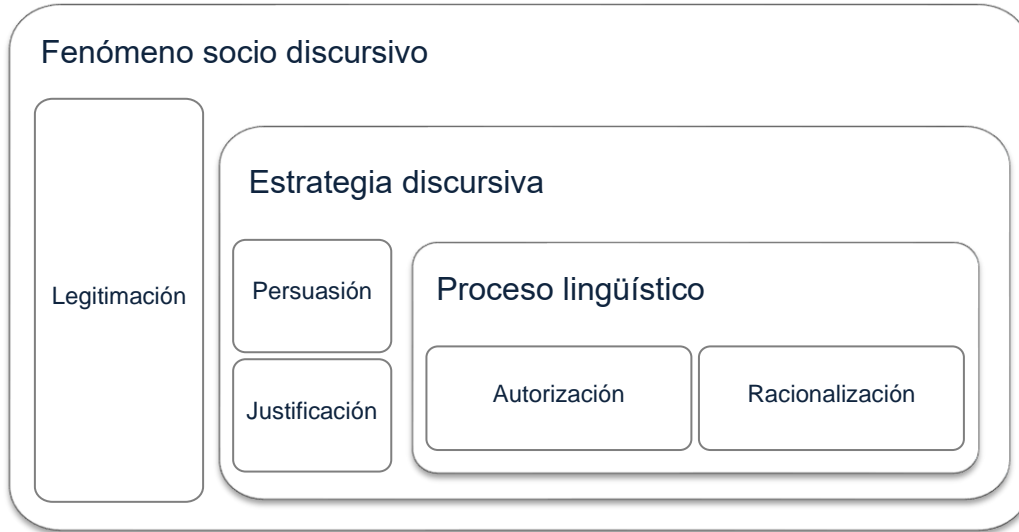 Fenómeno socio discursivo
Legitimación
Estrategia discursiva
Persuasión
Justificación
Proceso lingüístico
Autorización
Racionalización